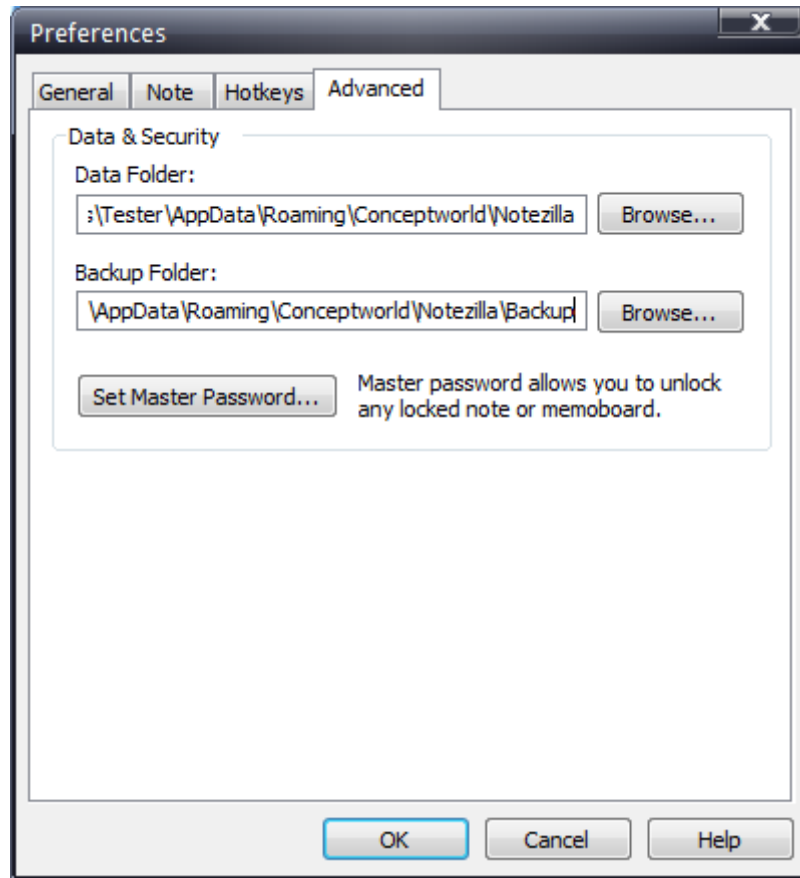 Preferences
X
General Note Hotkeys Advanced
Data & Security
Data Folder:
\Tester\AppData\Roaming\Conceptworld\Notezilla Browse...
Backup Folder:
\AppData\Roaming\Conceptworld\Notezilla\Backup Browse...
Set Master Password... Master password allows you to unlock
any locked note or memoboard.
OK Cancel Help